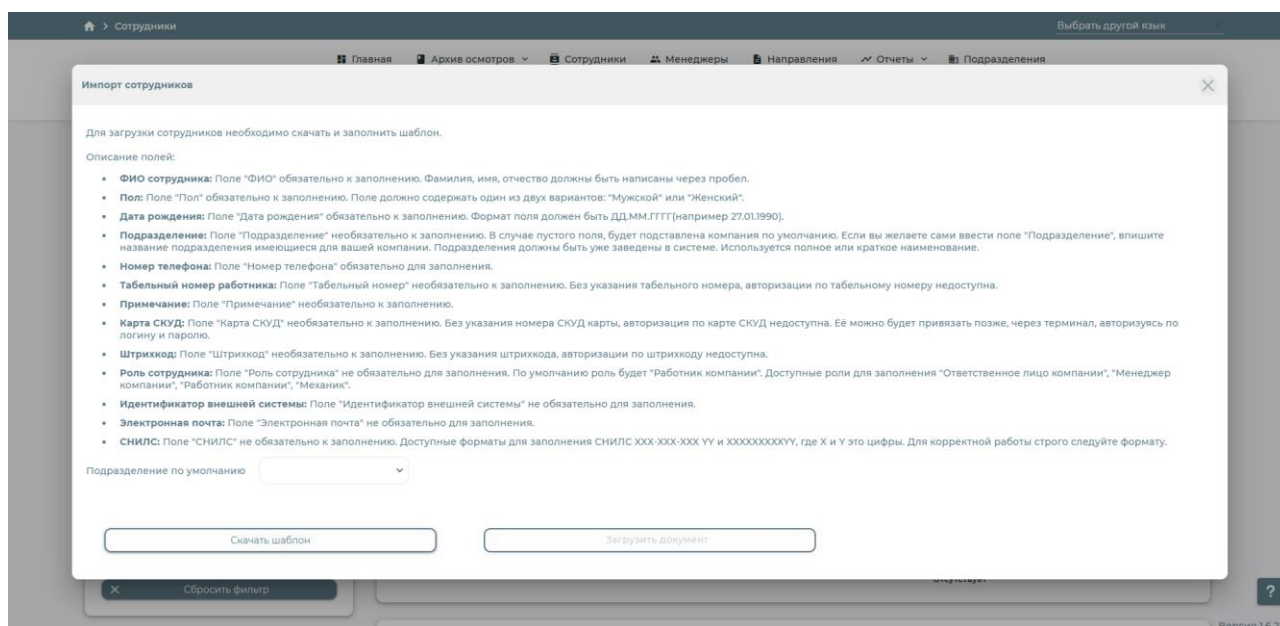 Сотрудники
Выбрать другой язык
Главная Архив осмотров Сотрудники Менеджеры Направления Отчеты Подразделения
Импорт сотрудников
Для загрузки сотрудников необходимо скачать и заполнить шаблон.
Описание полей:
• ФИО сотрудника: Поле "ФИО" обязательно к заполнению. Фамилия, имя, отчество должны быть написаны через пробел.
• Пол: Поле "Пол" обязательно к заполнению. Поле должно содержать один из двух вариантов: "Мужской" или "Женский".
• Дата рождения: Поле "Дата рождения" обязательно к заполнению. Формат поля должен быть ДД.ММ.ГГГГ(например 27.01.1990).
• Подразделение: Поле "Подразделение" необязательно к заполнению. В случае пустого поля, будет подставлена компания по умолчанию. Если вы желаете сами ввести поле "Подразделение", впишите
название подразделения имеющиеся для вашей компании. Подразделения должны быть уже заведены в системе. Используется полное или краткое наименование.
• Номер телефона: Поле "Номер телефона" обязательно для заполнения.
• Табельный номер работника: Поле "Табельный номер" необязательно к заполнению. Без указания табельного номера, авторизации по табельному номеру недоступна.
• Примечание: Поле "Примечание" необязательно к заполнению.
• Карта СКУД: Поле "Карта СКУД" необязательно к заполнению. Без указания номера СКУД карты, авторизация по карте СКУД недоступна. Её можно будет привязать позже, через терминал, авторизуясь по
логину и паролю.
• Штрихкод: Поле "Штрихкод" необязательно к заполнению. Без указания штрихкода, авторизации по штрихкоду недоступна.
• Роль сотрудника: Поле "Роль сотрудника" не обязательно для заполнения. По умолчанию роль будет "Работник компании". Доступные роли для заполнения "Ответственное лицо компании", "Менеджер
компании", "Работник компании", "Механик".
• Идентификатор внешней системы: Поле "Идентификатор внешней системы" не обязательно для заполнения.
• Электронная почта: Поле "Электронная почта" не обязательно для заполнения.
• СНИЛС: Поле "СНИЛС" не обязательно к заполнению. Доступные форматы для заполнения СНИЛС XXX-XXX-XXX YY и XXXXXXXXXYY, где X и Y это цифры. Для корректной работы строго следуйте формату.
Подразделение по умолчанию
Скачать шаблон Загрузить документ
Сбросить фильтр
?